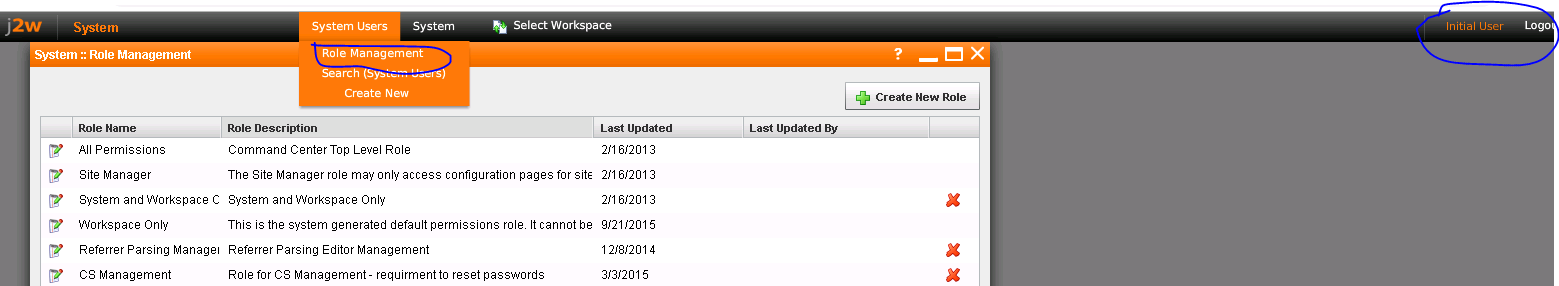 j2w System System Users System Select Workspace Initial User Logou
System :: Role Management ?
Role Management
Search (System Users)
Create New
Create New Role
Role Name Role Description Last Updated Last Updated By
All Permissions Command Center Top Level Role 2/16/2013
Site Manager The Site Manager role may only access configuration pages for site 2/16/2013
System and Workspace O System and Workspace Only 2/16/2013
Workspace Only This is the system generated default permissions role. It cannot be 9/21/2015
Referrer Parsing Manager Referrer Parsing Editor Management 12/8/2014
CS Management Role for CS Management - requirment to reset passwords 3/3/2015